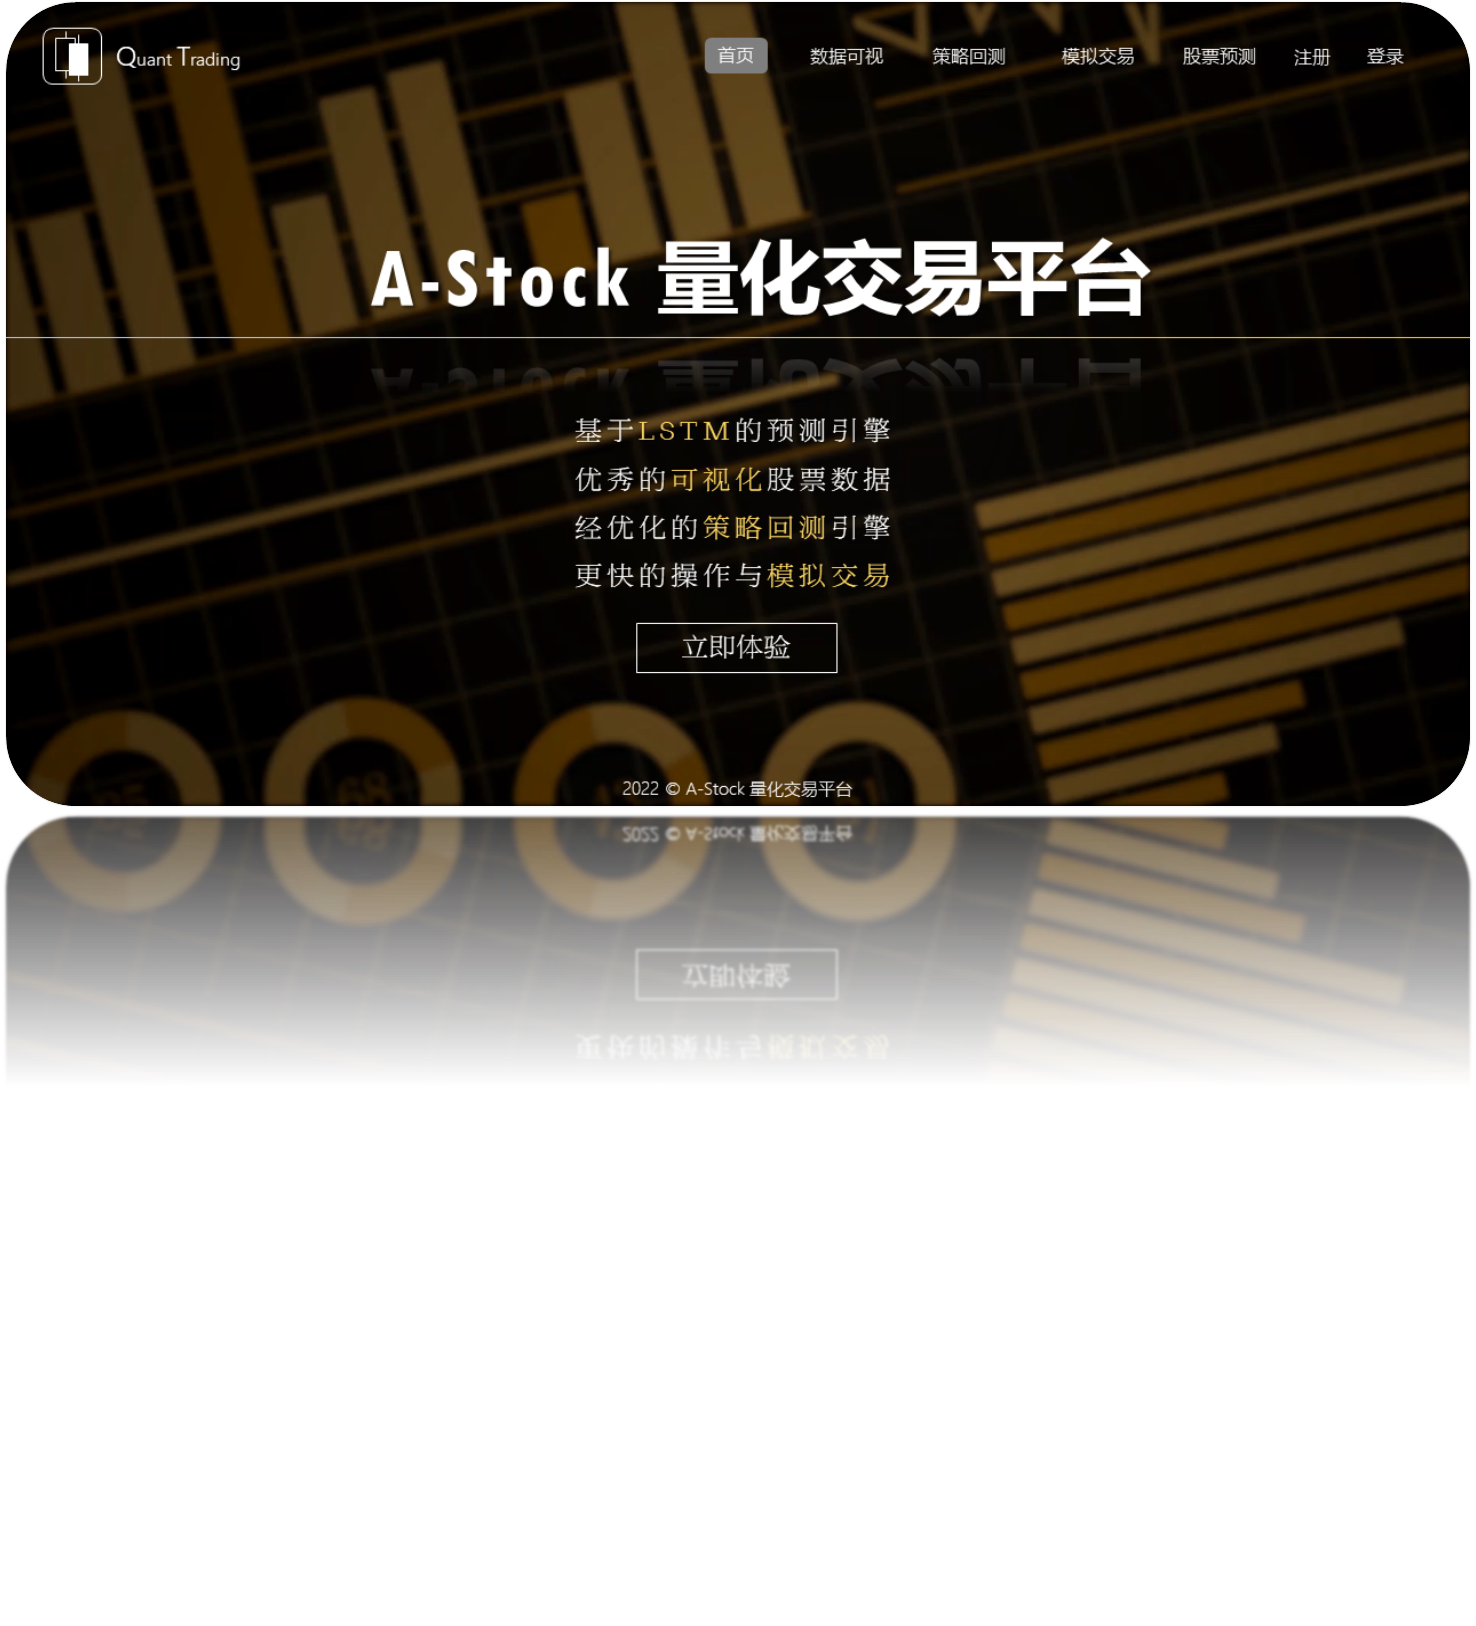 Quant Trading
首页 数据可视 策略回测 模拟交易 股票预测 注册 登录
A-Stock 量化交易平台
基于LSTM的预测引擎
优秀的可视化股票数据
经优化的策略回测引擎
更快的操作与模拟交易
立即体验
68
2022 © A-Stock 量化交易平台